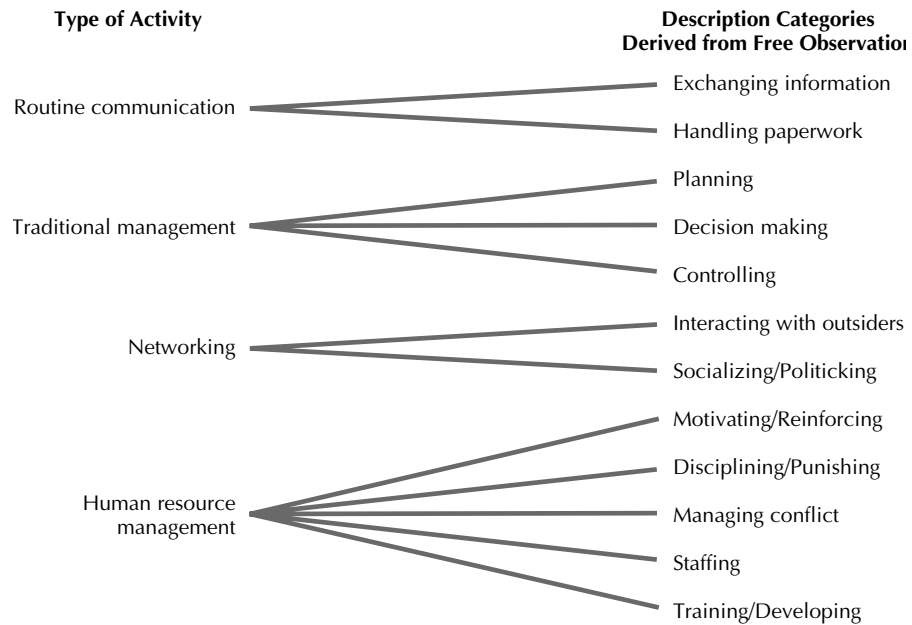 Type of Activity
Description Categories
Derived from Free Observation
Routine communication
Exchanging information
Handling paperwork
Traditional management
Planning
Decision making
Controlling
Networking
Interacting with outsiders
Socializing/Politicking
Human resource
management
Motivating/Reinforcing
Disciplining/Punishing
Managing conflict
Staffing
Training/Developing